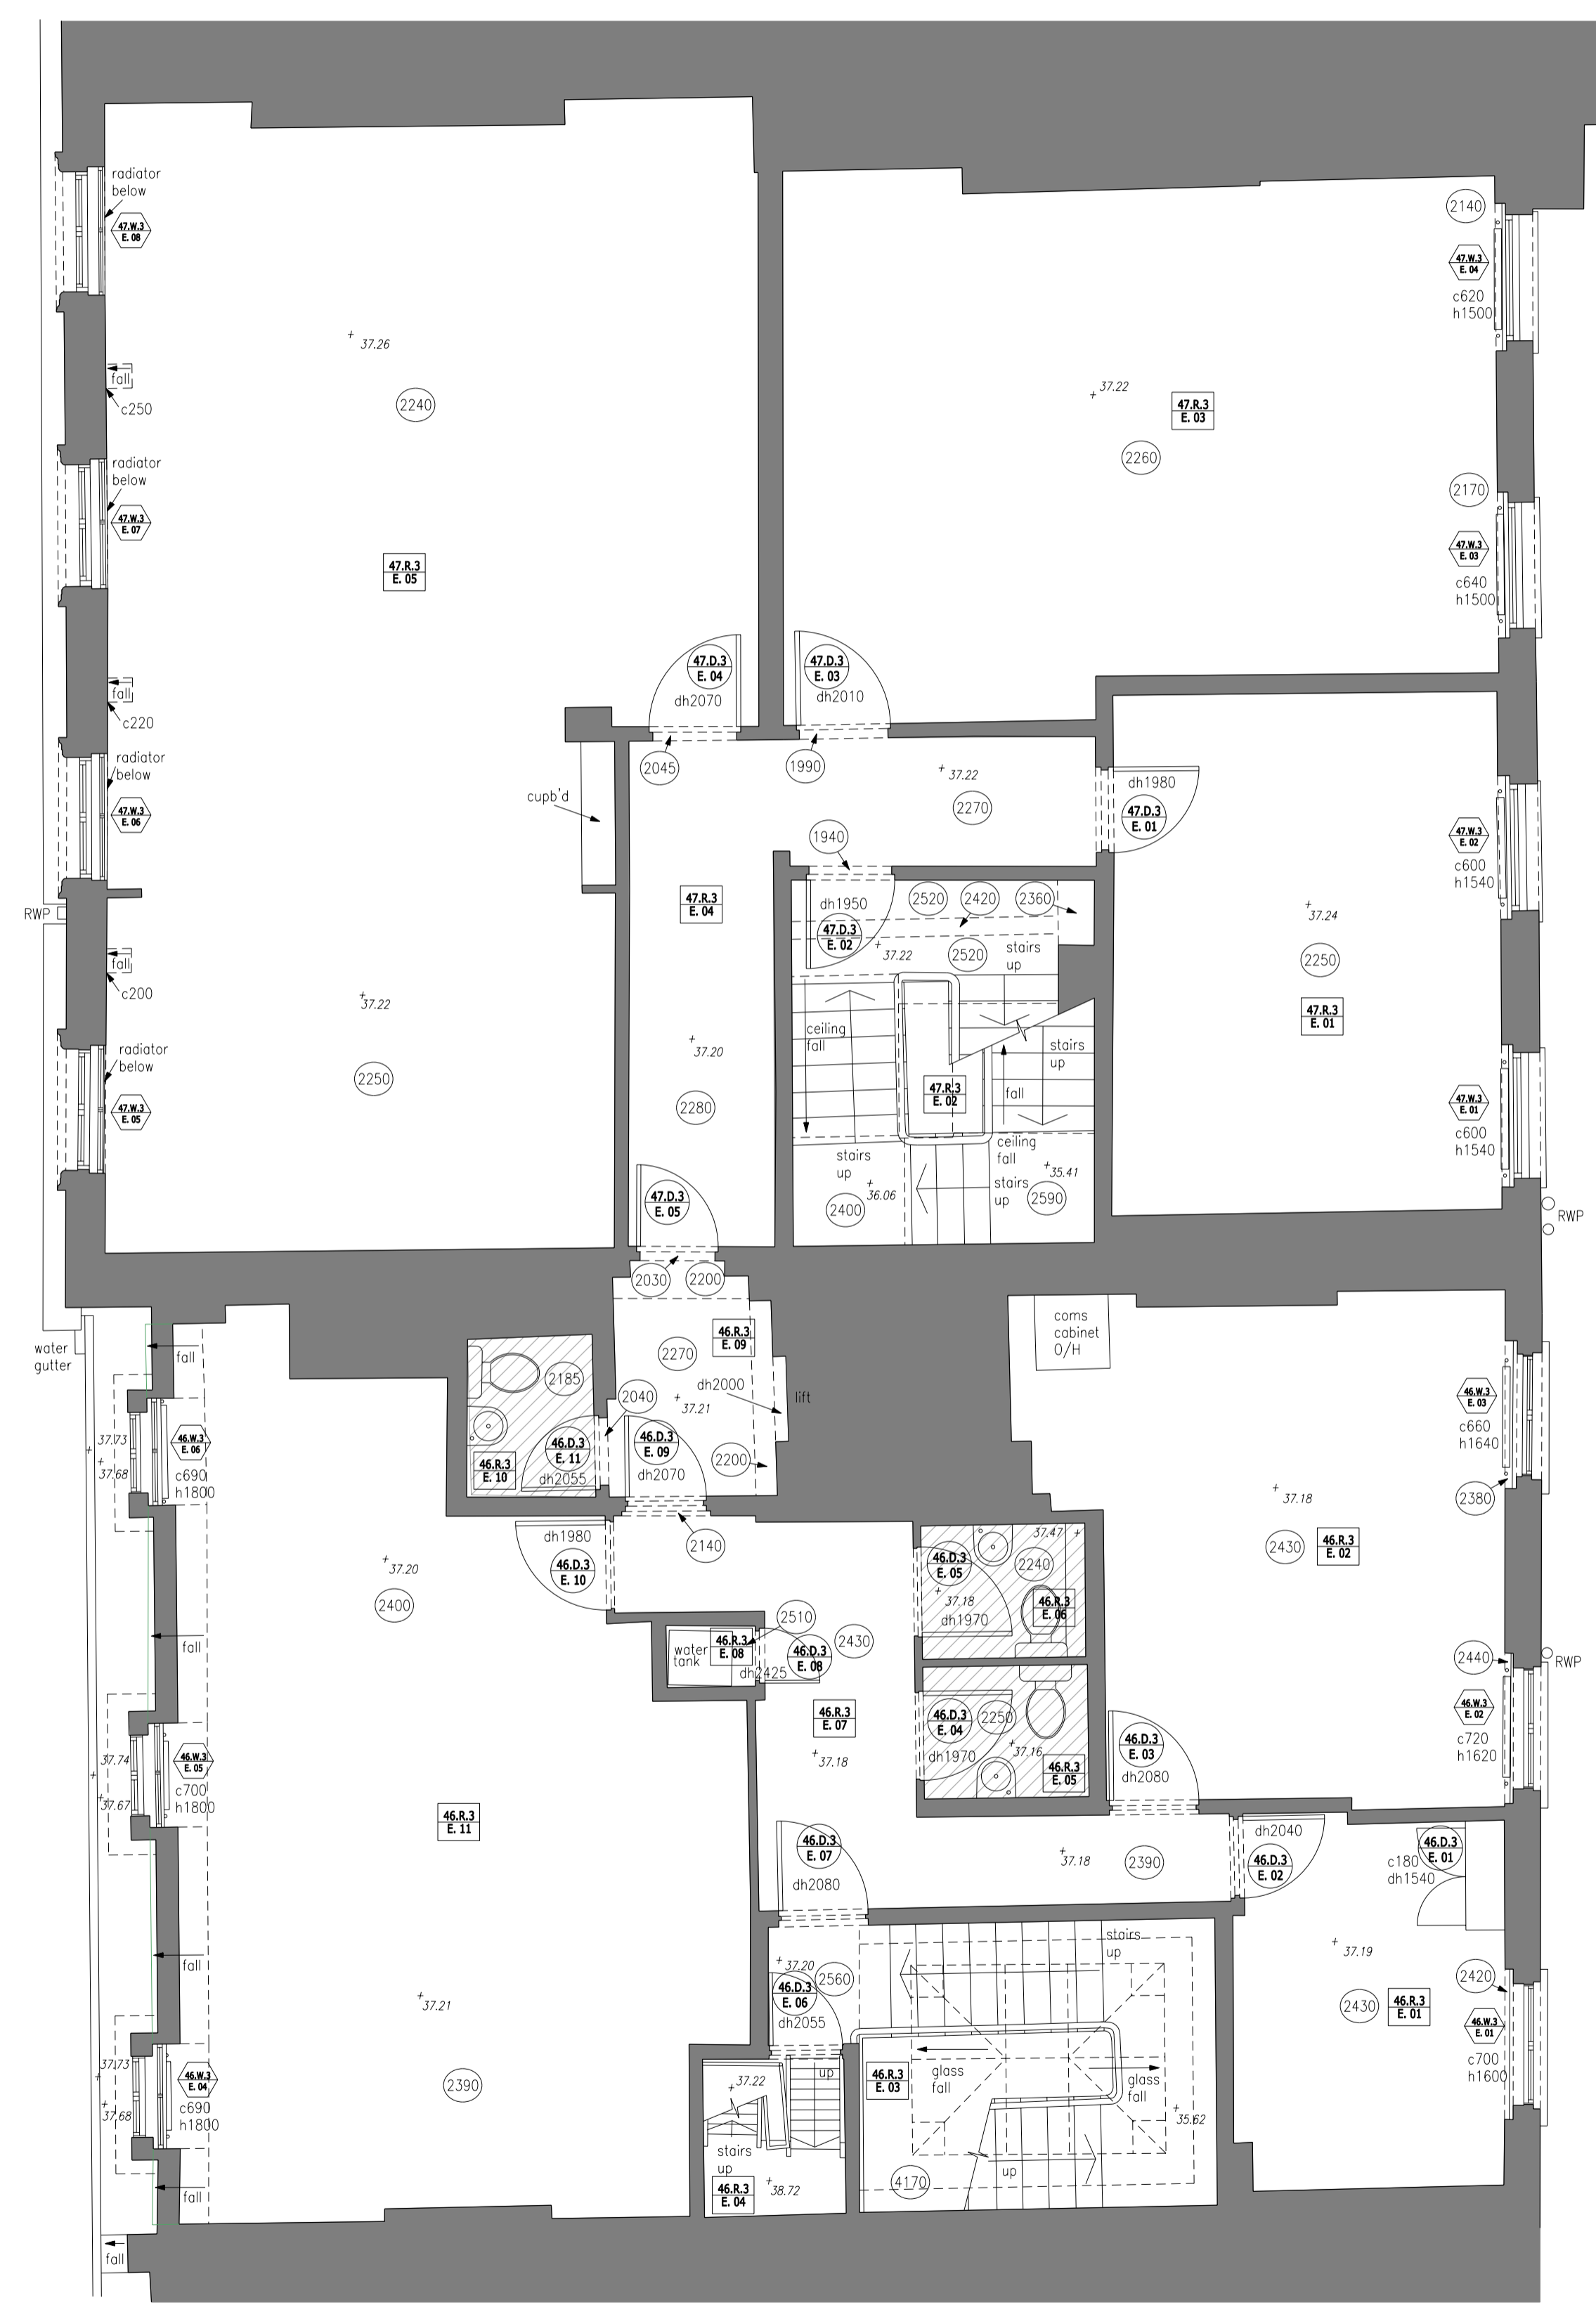 radiator
below
47.W.3
E. 08
37.26
2240
fall
c250
radiator
below
47.W.3
E. 07
47.R.3
E. 05
fall
c220
radiator
below
47.W.3
E. 06
cupb'd
RWP
fall
c200
37.22
2250
radiator
below
47.W.3
E. 05
2140
47.W.3
E. 04
c620
h1500
37.22
47.R.3
E. 03
2260
2170
47.W.3
E. 03
c640
h1500
47.D.3
E. 04
dh2070
2045
47.D.3
E. 03
dh2010
1990
37.22
2270
dh1980
47.D.3
E. 01
1940
47.R.3
E. 04
37.20
2280
dh1950
47.D.3
E. 02
2520
2420
2360
37.22
2520
stairs
up
ceiling
fall
stairs
up
fall
47.R.3
E. 02
stairs
up
36.06
2400
ceiling
fall
stairs
up
35.41
2590
47.W.3
E. 02
c600
h1540
37.24
2250
47.R.3
E. 01
47.W.3
E. 01
c600
h1540
RWP
47.D.3
E. 05
2030
2200
water
gutter
fall
46.R.3
E. 09
2270
dh2000
37.21
lift
2200
2185
2040
46.D.3
E. 11
dh2055
46.R.3
E. 10
46.D.3
E. 09
dh2070
2140
37.73
37.68
46.W.3
E. 06
c690
h1800
coms
cabinet
O/H
46.W.3
E. 03
c660
h1640
2380
37.18
2430
46.R.3
E. 02
dh1980
46.D.3
E. 10
37.20
2400
fall
46.D.3
E. 05
37.47
2240
37.18
dh1970
46.R.3
E. 06
2510
46.R.3
E. 08
water
tank
dh2425
46.D.3
E. 08
2430
46.R.3
E. 07
37.18
46.D.3
E. 04
2250
dh1970
37.16
46.R.3
E. 05
46.D.3
E. 03
dh2080
2440
46.W.3
E. 02
c720
h1620
RWP
37.74
37.67
46.W.3
E. 05
c700
h1800
46.R.3
E. 11
46.D.3
E. 07
dh2080
37.18
2390
dh2040
46.D.3
E. 02
c180
dh1540
46.D.3
E. 01
fall
37.21
2390
37.20
2560
46.D.3
E. 06
dh2055
stairs
up
37.19
2430
46.R.3
E. 01
2420
46.W.3
E. 01
c700
h1600
46.R.3
E. 03
glass
fall
glass
fall
35.62
up
4170
up
37.22
stairs
up
46.R.3
E. 04
38.72
37.73
37.68
46.W.3
E. 04
c690
h1800
fall
fall